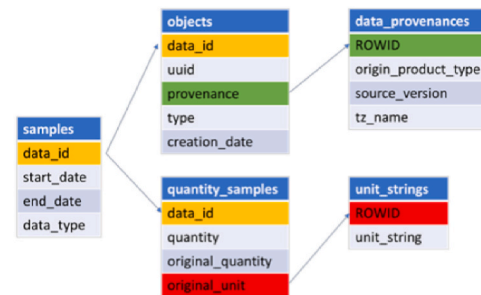 objects
data_id
uuid
provenance
type
creation_date
data_provenances
ROWID
origin_product_type
source_version
tz_name
samples
data_id
start_date
end_date
data_type
quantity_samples
data_id
quantity
original_quantity
original_unit
unit_strings
ROWID
unit_string